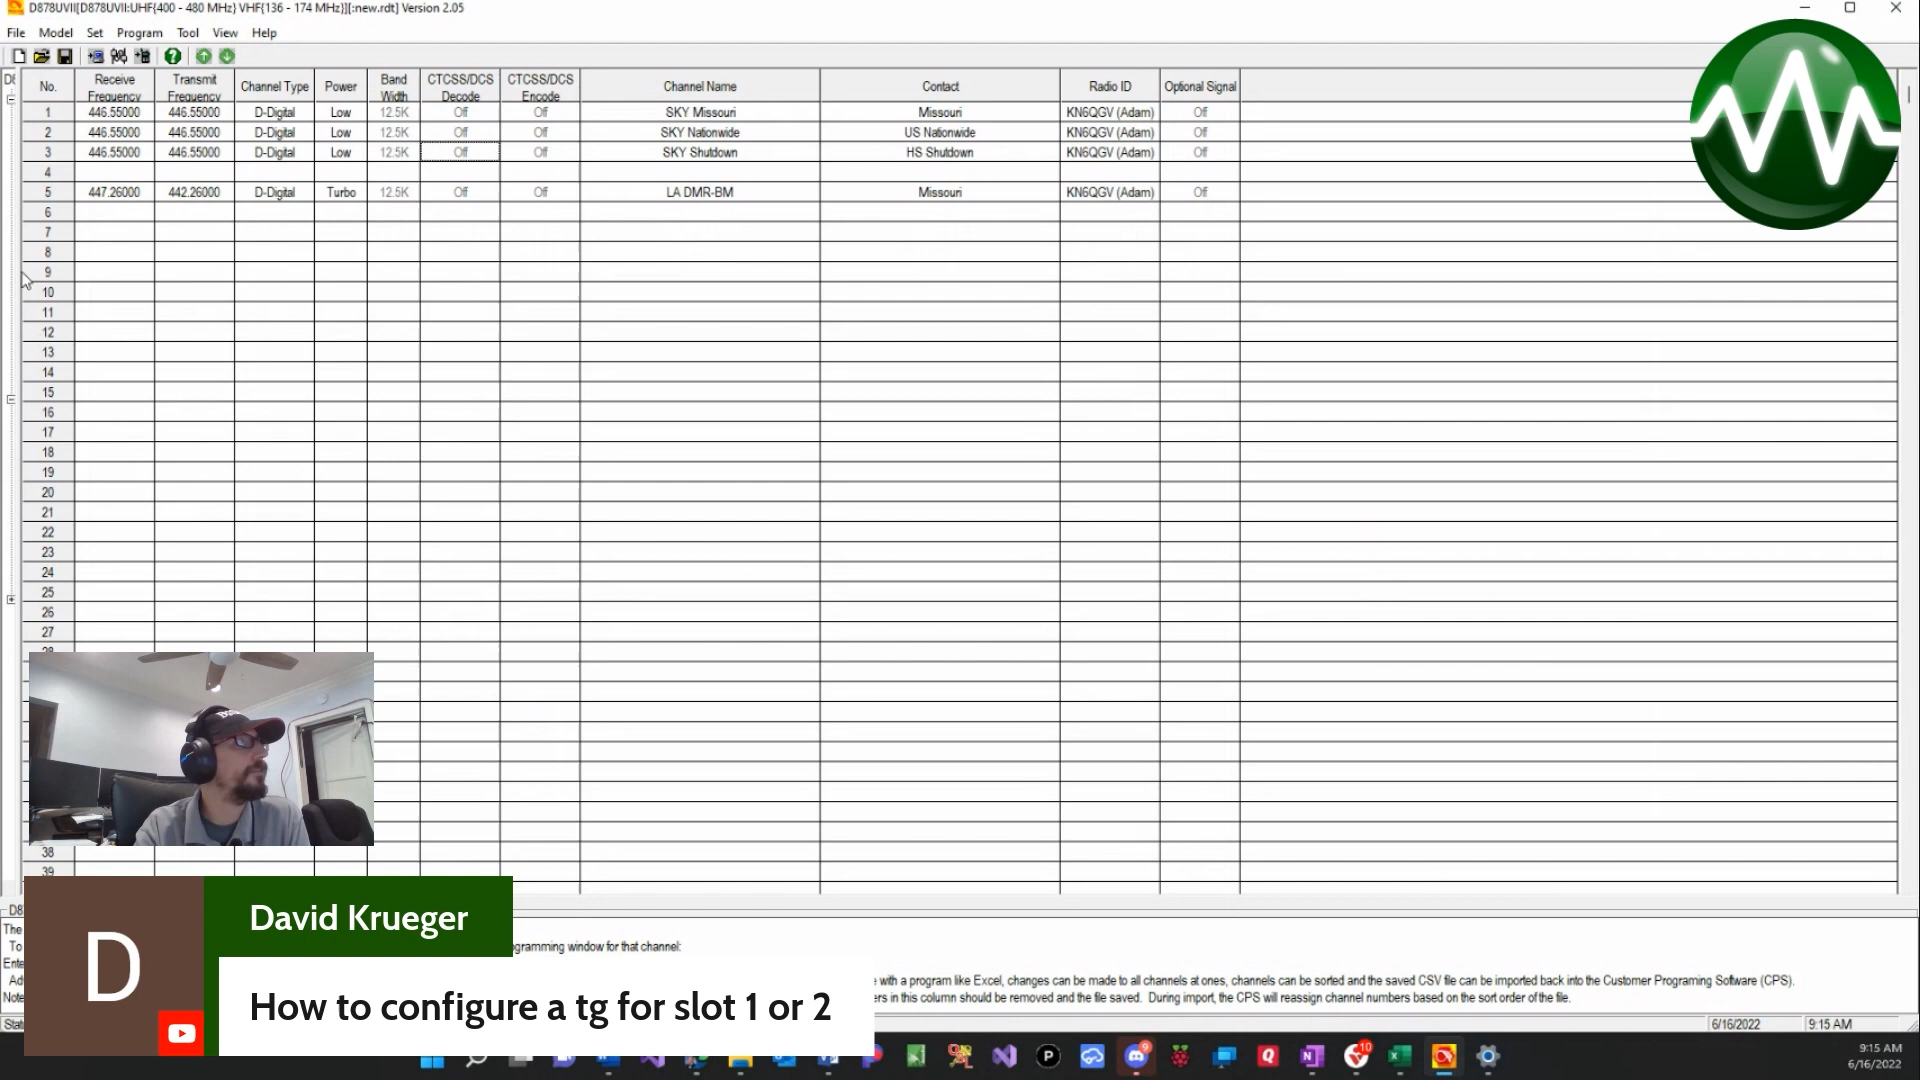 D878UVII[D878UVII:UHF{400 - 480 MHz} VHF{136 - 174 MHz}][:new.rdt] Version 2.05
File Model Set Program Tool View Help
No. Receive Frequency Transmit Frequency Channel Type Power Band Width CTCSS/DCS Decode CTCSS/DCS Encode Channel Name Contact Radio ID Optional Signal
1 446.55000 446.55000 D-Digital Low 12.5K Off Off SKY Missouri Missouri KN6QGV (Adam) Off
2 446.55000 446.55000 D-Digital Low 12.5K Off Off SKY Nationwide US Nationwide KN6QGV (Adam) Off
3 446.55000 446.55000 D-Digital Low 12.5K Off Off SKY Shutdown HS Shutdown KN6QGV (Adam) Off
4
5 447.26000 442.26000 D-Digital Turbo 12.5K Off Off LA DMR-BM Missouri KN6QGV (Adam) Off
6
7
8
9
10
11
12
13
14
15
16
17
18
19
20
21
22
23
24
25
26
27
38
39
David Krueger
How to configure a tg for slot 1 or 2
D
The
To
gramming window for that channel:
Ente
with a program like Excel, changes can be made to all channels at ones, channels can be sorted and the saved CSV file can be imported back into the Customer Programing Software (CPS).
Note
ers in this column should be removed and the file saved. During import, the CPS will reassign channel numbers based on the sort order of the file.
6/16/2022 9:15 AM
9:15 AM
6/16/2022